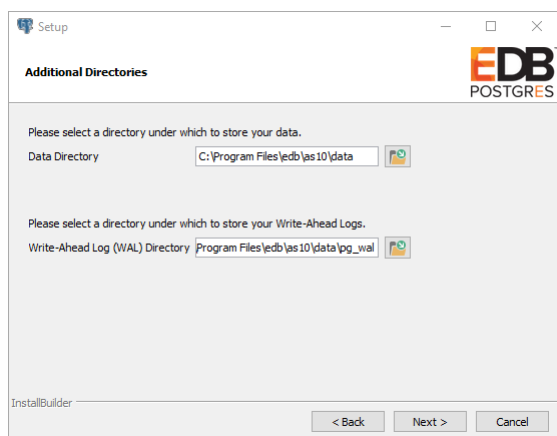 Setup
Additional Directories
EDB™
POSTGRES
Please select a directory under which to store your data.
Data Directory
C:\Program Files\edb\as10\data
Please select a directory under which to store your Write-Ahead Logs.
Write-Ahead Log (WAL) Directory
Program Files\edb\as10\data\pg_wal
InstallBuilder
< Back
Next >
Cancel